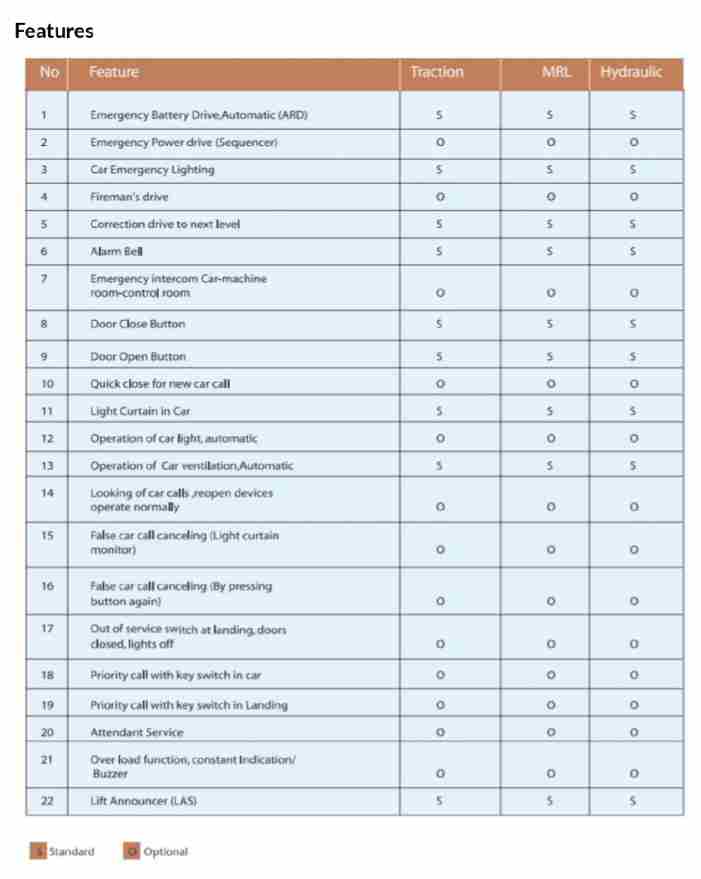 Features
No Feature Traction MRL Hydraulic
1 Emergency Battery Drive,Automatic (ARD) S S S
2 Emergency Power drive (Sequencer) O O O
3 Car Emergency Lighting S S S
4 Fireman's drive O O O
5 Correction drive to next level S S S
6 Alarm Bell S S S
7 Emergency intercom Car-machine
room-control room O O O
8 Door Close Button S S S
9 Door Open Button S S S
10 Quick close for new car call O O O
11 Light Curtain in Car S S S
12 Operation of car light, automatic O O O
13 Operation of Car ventilation,Automatic S S S
14 Looking of car calls ,reopen devices
operate normally O O O
15 False car call canceling (Light curtain
monitor) O O O
16 False car call canceling (By pressing
button again) O O O
17 Out of service switch at landing, doors
closed, lights off O O O
18 Priority call with key switch in car O O O
19 Priority call with key switch in Landing O O O
20 Attendant Service O O O
21 Over load function, constant Indication/
Buzzer O O O
22 Lift Announcer (LAS) S S S
S Standard O Optional